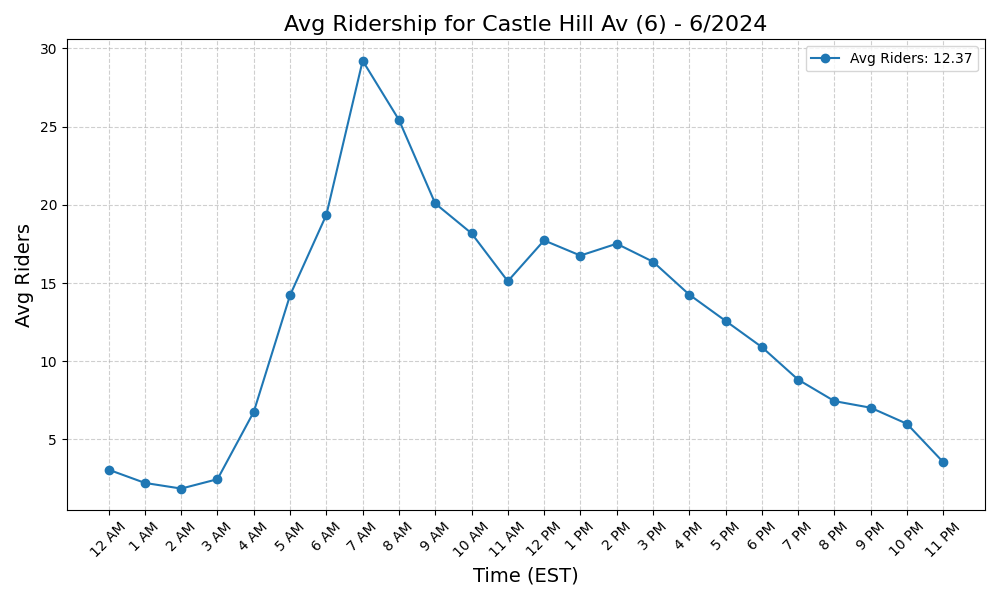 Avg Ridership for Castle Hill Av (6) - 6/2024
Avg Riders: 12.37
Avg Riders
30
25
20
15
10
5
12 AM
1 AM
2 AM
3 AM
4 AM
5 AM
6 AM
7 AM
8 AM
9 AM
10 AM
11 AM
12 PM
1 PM
2 PM
3 PM
4 PM
5 PM
6 PM
7 PM
8 PM
9 PM
10 PM
11 PM
Time (EST)